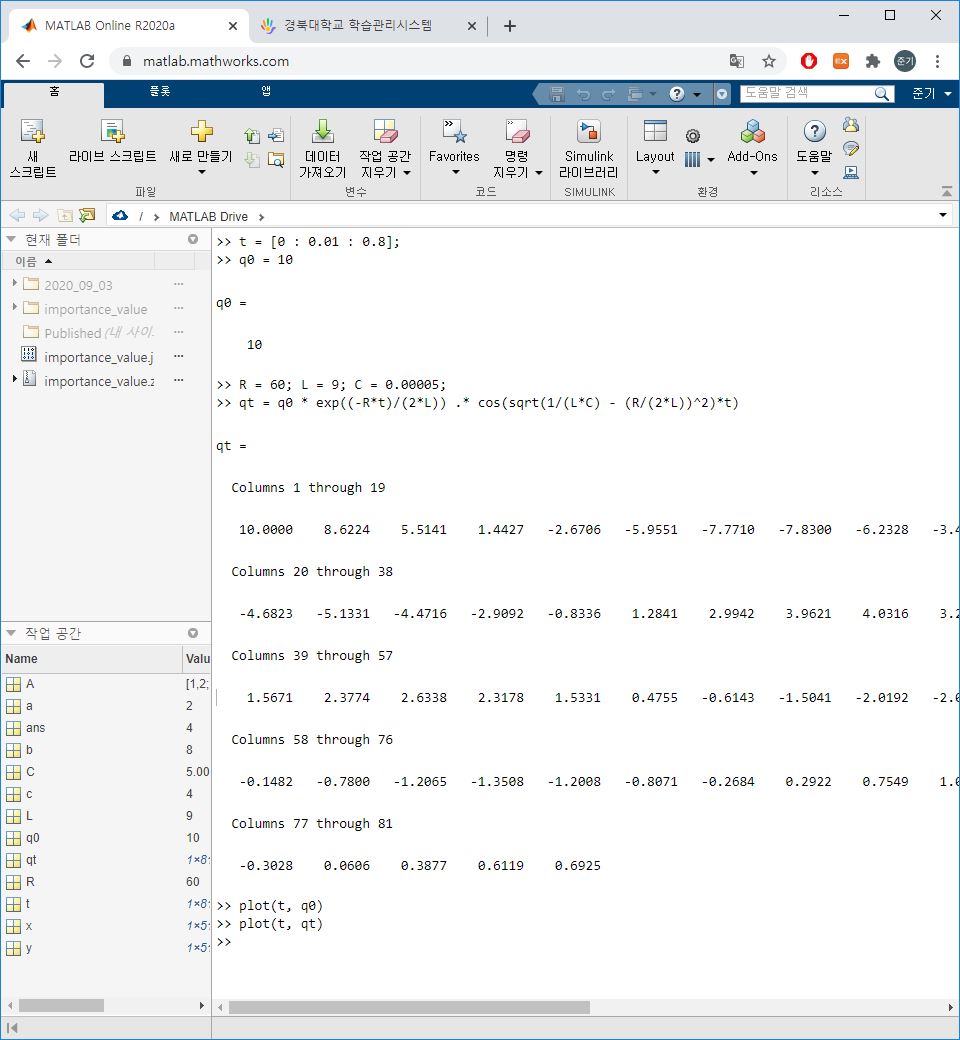 MATLAB Online R2020a
경북대학교 학습관리시스템
matlab.mathworks.com
준기
홈 플롯 앱
도움말 검색
준기
새 스크립트
라이브 스크립트
새로 만들기
데이터 가져오기
작업 공간 지우기
Favorites
명령 지우기
Simulink 라이브러리
Layout
Add-Ons
도움말
파일 변수 코드 SIMULINK 환경 리소스
/ MATLAB Drive
현재 폴더
이름
2020_09_03 ...
importance_value ...
Published (내 사이 ...
importance_value.j ...
importance_value.z ...
작업 공간
Name Valu
A [1,2;
a 2
ans 4
b 8
C 5.00
c 4
L 9
q0 10
qt 1×8
R 60
t 1×8
x 1×5
y 1×5
>> t = [0 : 0.01 : 0.8];
>> q0 = 10
q0 =
10
>> R = 60; L = 9; C = 0.00005;
>> qt = q0 * exp((-R*t)/(2*L)) .* cos(sqrt(1/(L*C) - (R/(2*L))^2)*t)
qt =
Columns 1 through 19
10.0000 8.6224 5.5141 1.4427 -2.6706 -5.9551 -7.7710 -7.8300 -6.2328 -3.4
Columns 20 through 38
-4.6823 -5.1331 -4.4716 -2.9092 -0.8336 1.2841 2.9942 3.9621 4.0316 3.2
Columns 39 through 57
1.5671 2.3774 2.6338 2.3178 1.5331 0.4755 -0.6143 -1.5041 -2.0192 -2.0
Columns 58 through 76
-0.1482 -0.7800 -1.2065 -1.3508 -1.2008 -0.8071 -0.2684 0.2922 0.7549 1.0
Columns 77 through 81
-0.3028 0.0606 0.3877 0.6119 0.6925
>> plot(t, q0)
>> plot(t, qt)
>>